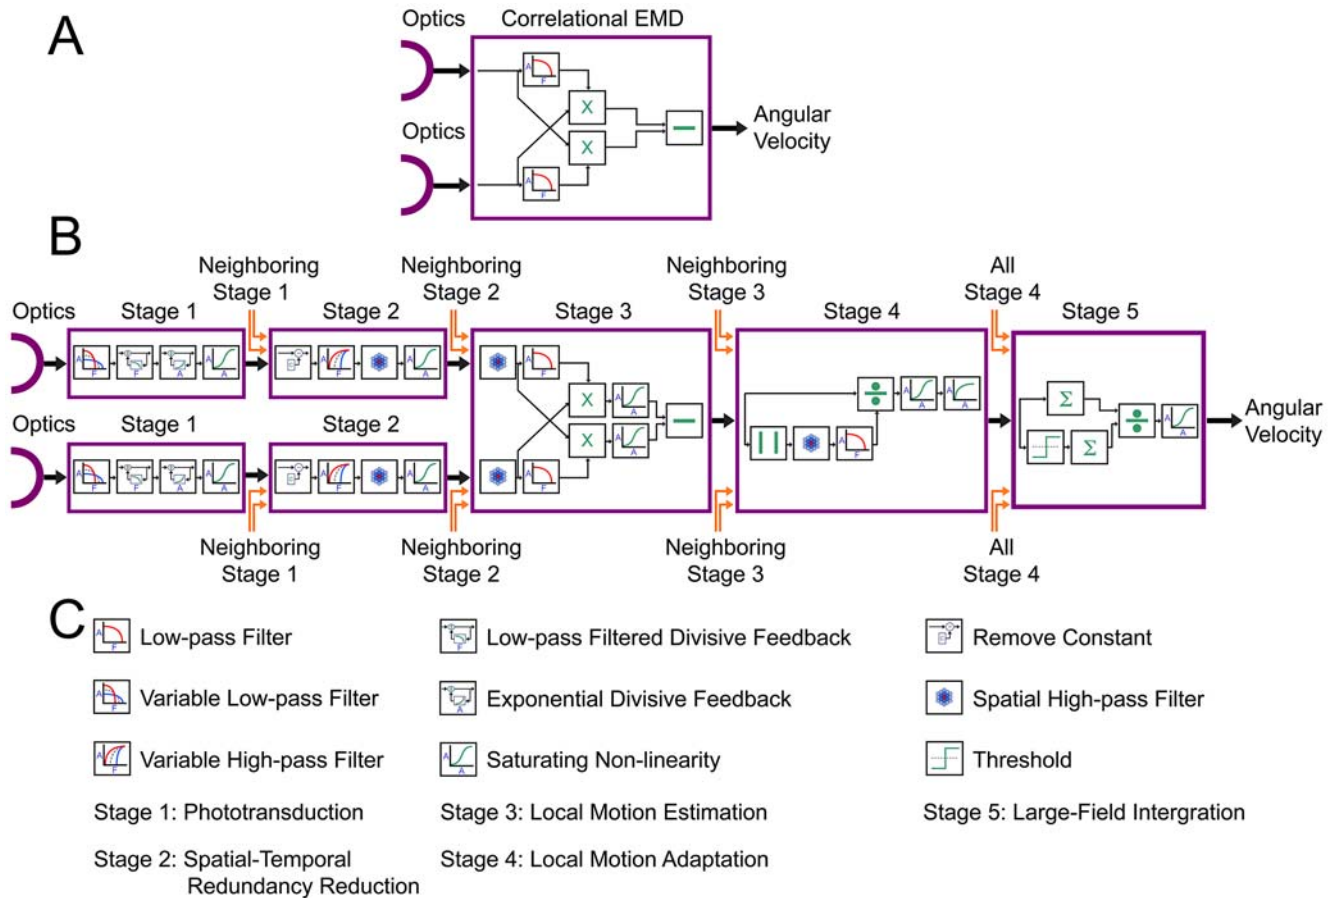 A
Optics
Correlational EMD
A
F
X
Optics
X
Angular
Velocity
A
F
B
Neighboring
Stage 1
Neighboring
Stage 2
Neighboring
Stage 3
All
Stage 4
Optics
Stage 1
Stage 2
Stage 3
Stage 4
Stage 5
X
X
Σ
Σ
Optics
Stage 1
Stage 2
Angular
Velocity
Neighboring
Stage 1
Neighboring
Stage 2
Neighboring
Stage 3
All
Stage 4
C
Low-pass Filter
Low-pass Filtered Divisive Feedback
Remove Constant
Variable Low-pass Filter
Exponential Divisive Feedback
Spatial High-pass Filter
Variable High-pass Filter
Saturating Non-linearity
Threshold
Stage 1: Phototransduction
Stage 3: Local Motion Estimation
Stage 5: Large-Field Intergration
Stage 2: Spatial-Temporal
Redundancy Reduction
Stage 4: Local Motion Adaptation